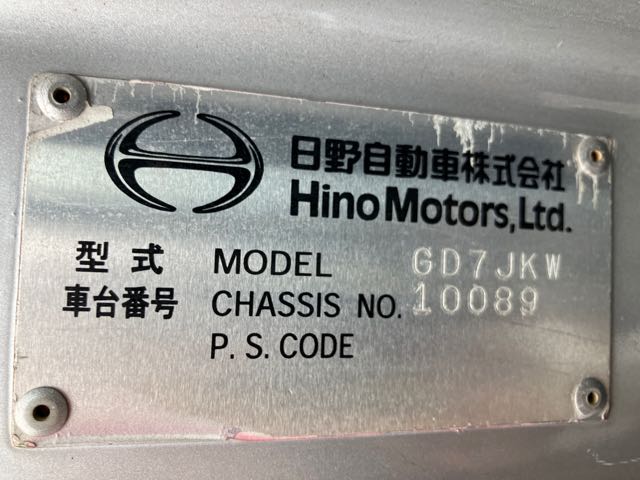 日野自動車株式会社
Hino Motors, Ltd.
型式 MODEL GD7JKW
車台番号 CHASSIS NO. 10089
P. S. CODE